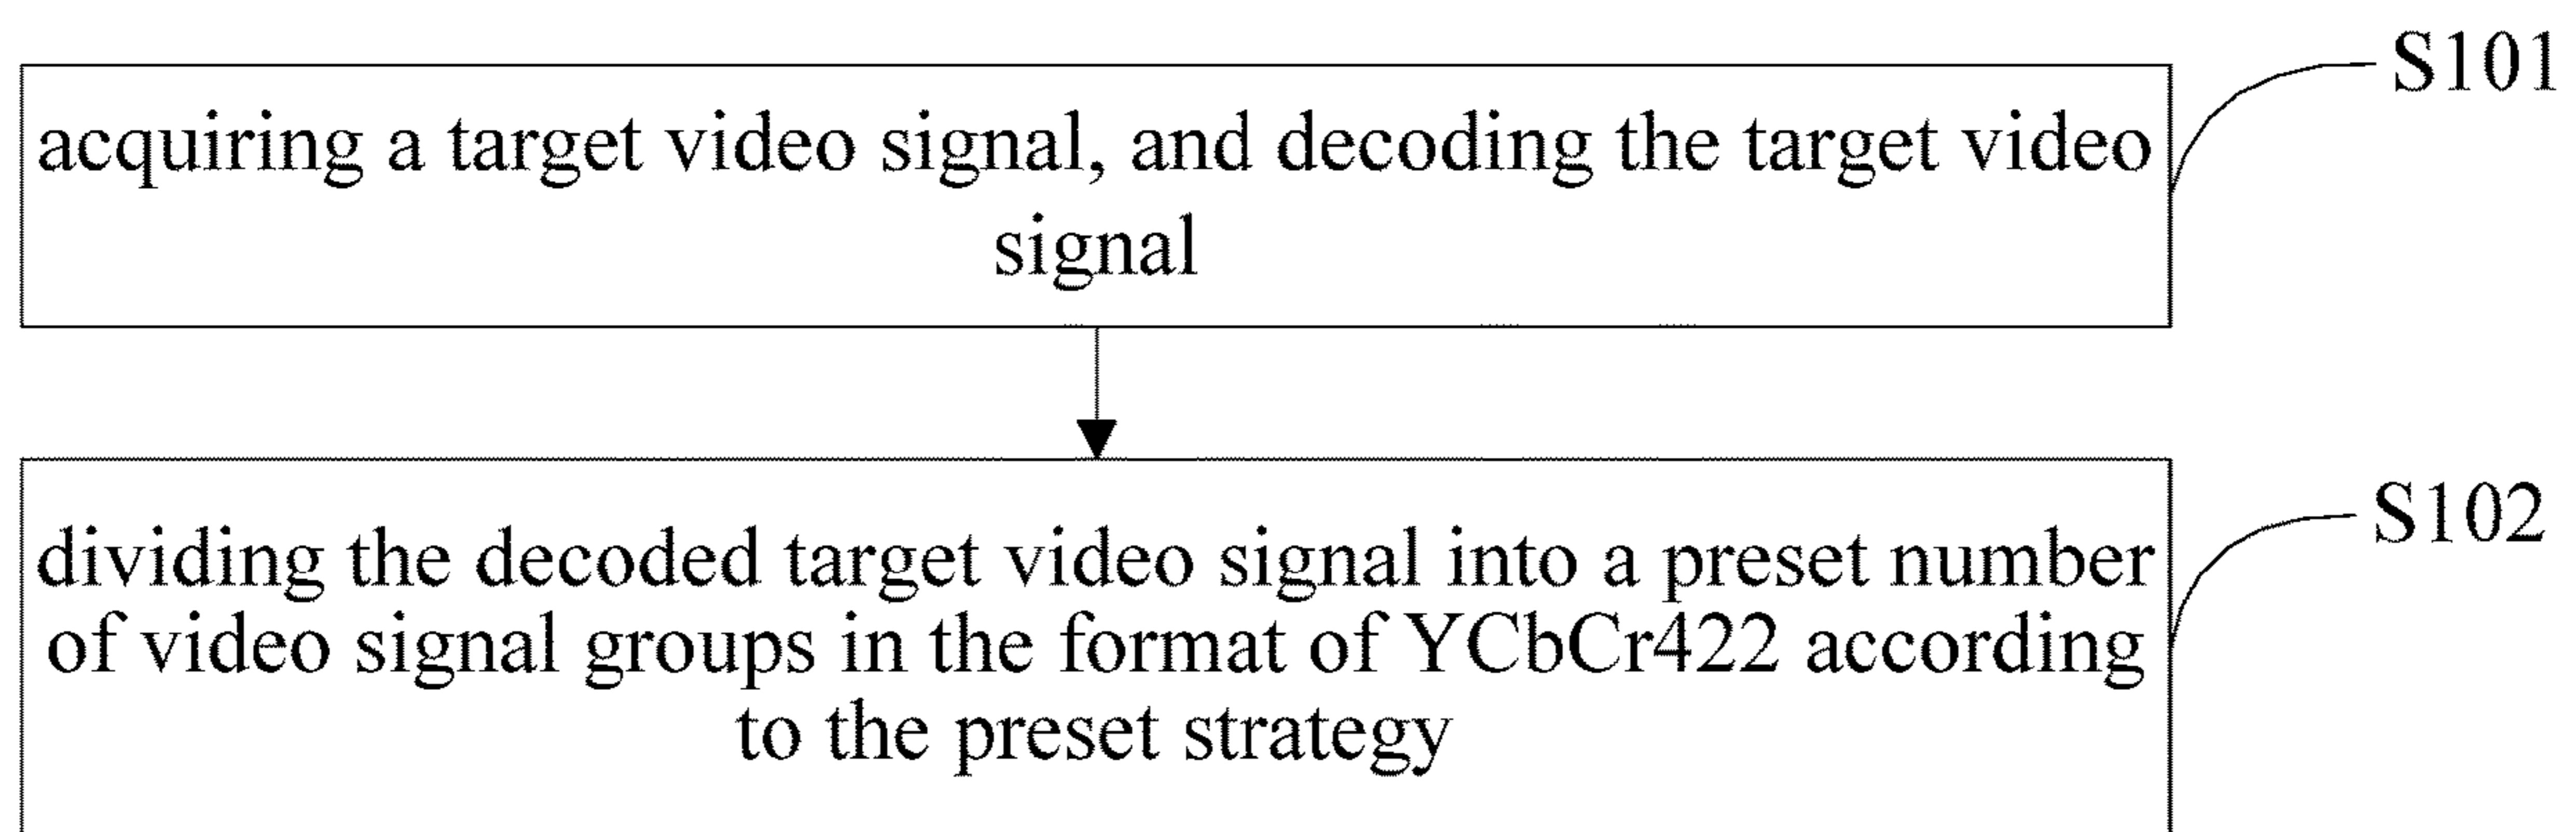 S101
acquiring a target video signal, and decoding the target video
signal
S102
dividing the decoded target video signal into a preset number
of video signal groups in the format of YCbCr422 according
to the preset strategy